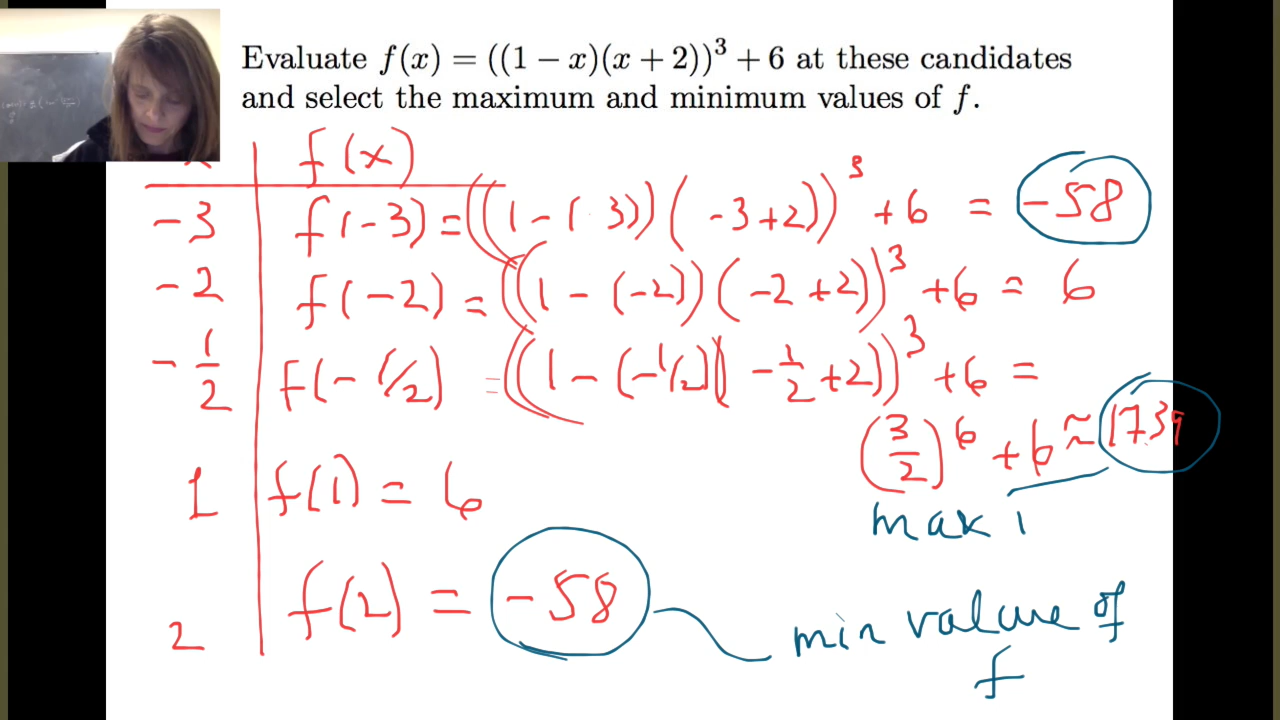 Evaluate f(x) = ((1 − x)(x + 2))³ + 6 at these candidates
and select the maximum and minimum values of f.
f(x)
-3 f(-3) = ((1-(-3))(-3+2))³ +6 = -58
-2 f(-2) = ((1-(-2))(-2+2))³ +6 = 6
-1/2 f(-1/2) = ((1-(-1/2))(-1/2+2))³ +6 =
(3/2)⁶ + 6 ≈ 17.39
1 f(1) = 6
max
2 f(2) = -58
min value of
f